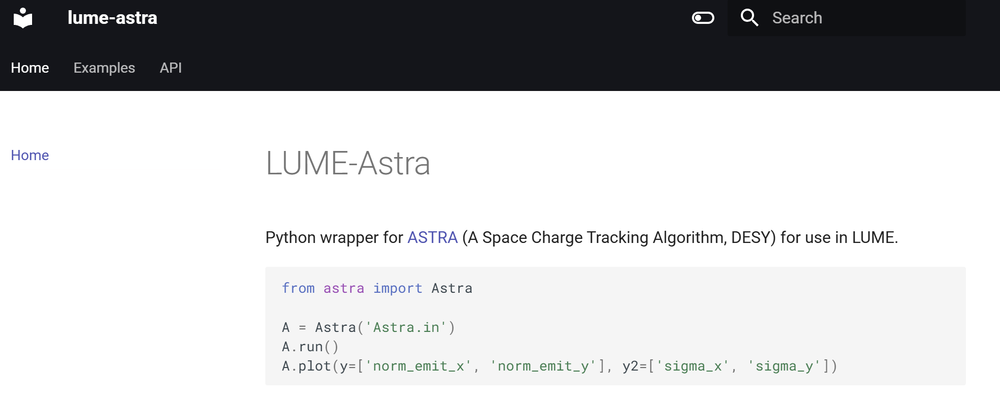 lume-astra
Search
Home Examples API
Home
LUME-Astra
Python wrapper for ASTRA (A Space Charge Tracking Algorithm, DESY) for use in LUME.
from astra import Astra
A = Astra('Astra.in')
A.run()
A.plot(y=['norm_emit_x', 'norm_emit_y'], y2=['sigma_x', 'sigma_y'])